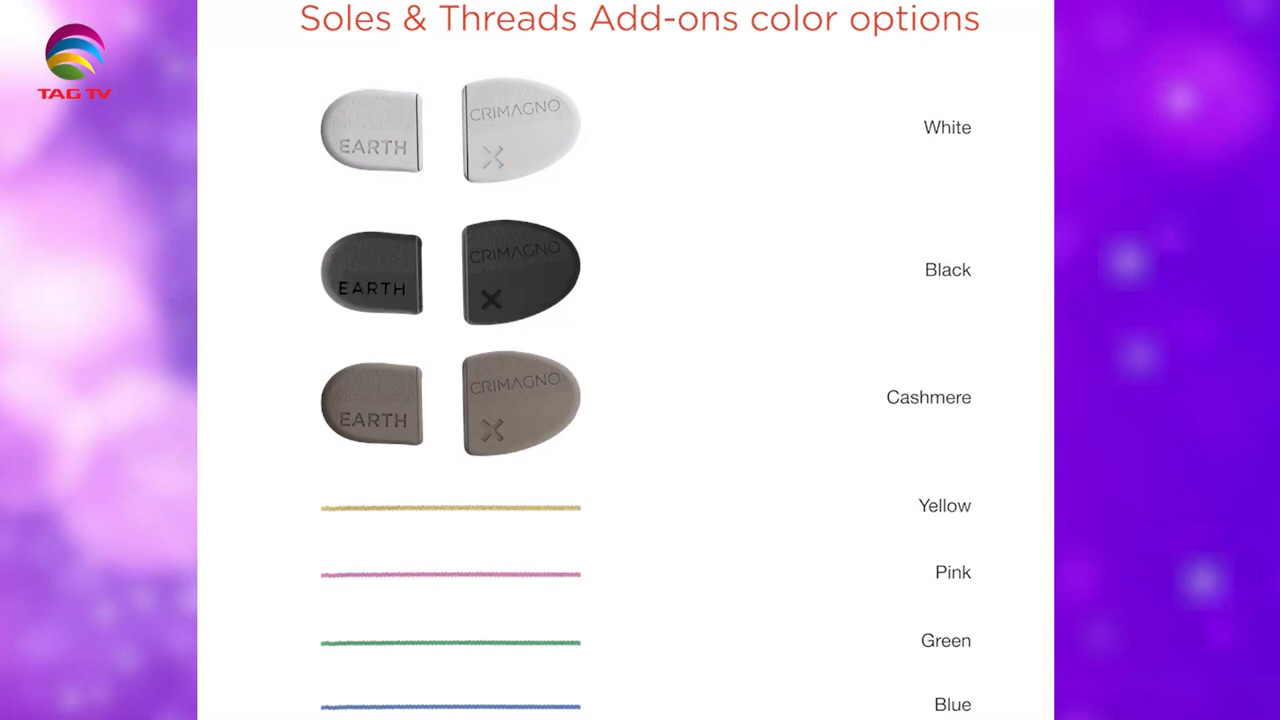 Soles & Threads Add-ons color options
TAG TV
EARTH
CRIMAGNO
X
White
EARTH
CRIMAGNO
X
Black
EARTH
CRIMAGNO
X
Cashmere
Yellow
Pink
Green
Blue